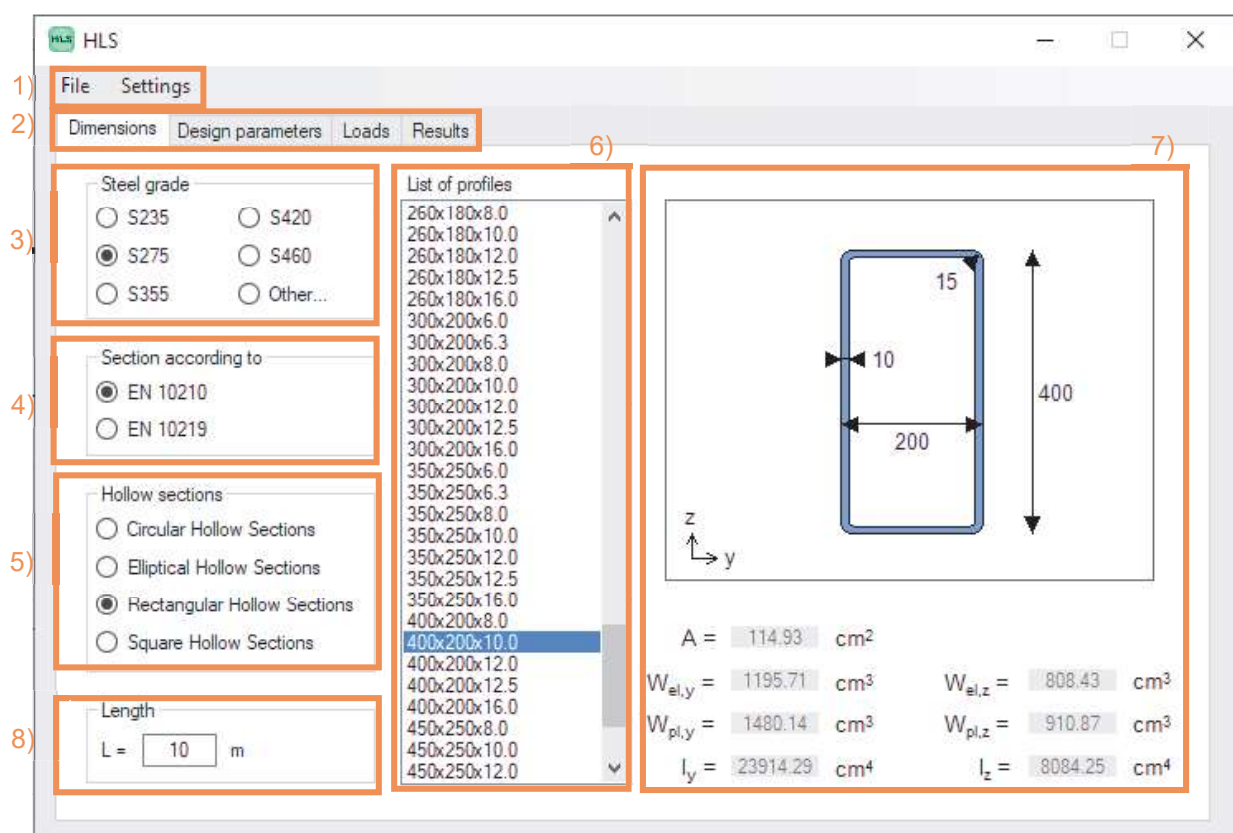 HLS
1) File Settings
2) Dimensions Design parameters Loads Results
3) Steel grade
S235 S420
S275 S460
S355 Other...
4) Section according to
EN 10210
EN 10219
5) Hollow sections
Circular Hollow Sections
Elliptical Hollow Sections
Rectangular Hollow Sections
Square Hollow Sections
8) Length
L = 10 m
6)
List of profiles
260x180x8.0
260x180x10.0
260x180x12.0
260x180x12.5
260x180x16.0
300x200x6.0
300x200x6.3
300x200x8.0
300x200x10.0
300x200x12.0
300x200x12.5
300x200x16.0
350x250x6.0
350x250x6.3
350x250x8.0
350x250x10.0
350x250x12.0
350x250x12.5
350x250x16.0
400x200x8.0
400x200x10.0
400x200x12.0
400x200x12.5
400x200x16.0
450x250x8.0
450x250x10.0
450x250x12.0
7)
15
10
400
200
z
y
A = 114.93 cm²
Wel,y = 1195.71 cm³ Wel,z = 808.43 cm³
Wpl,y = 1480.14 cm³ Wpl,z = 910.87 cm³
Iy = 23914.29 cm⁴ Iz = 8084.25 cm⁴